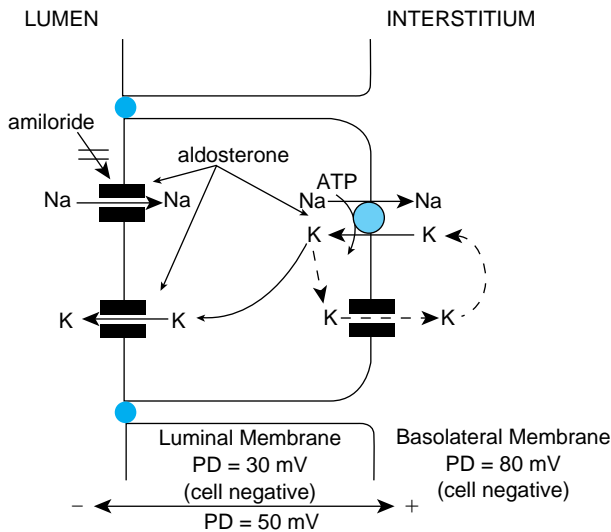 LUMEN INTERSTITIUM
amiloride
aldosterone
ATP
Na Na Na Na
K K
K K K K
Luminal Membrane
PD = 30 mV
(cell negative)
Basolateral Membrane
PD = 80 mV
(cell negative)
− +
PD = 50 mV